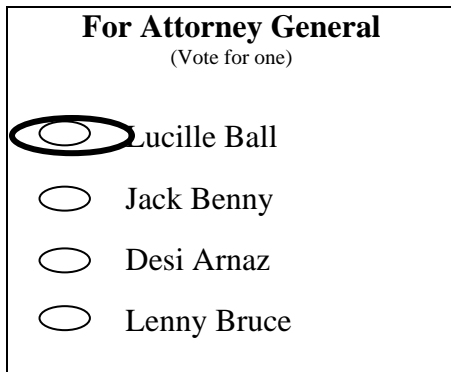 For Attorney General
(Vote for one)
Lucille Ball
Jack Benny
Desi Arnaz
Lenny Bruce